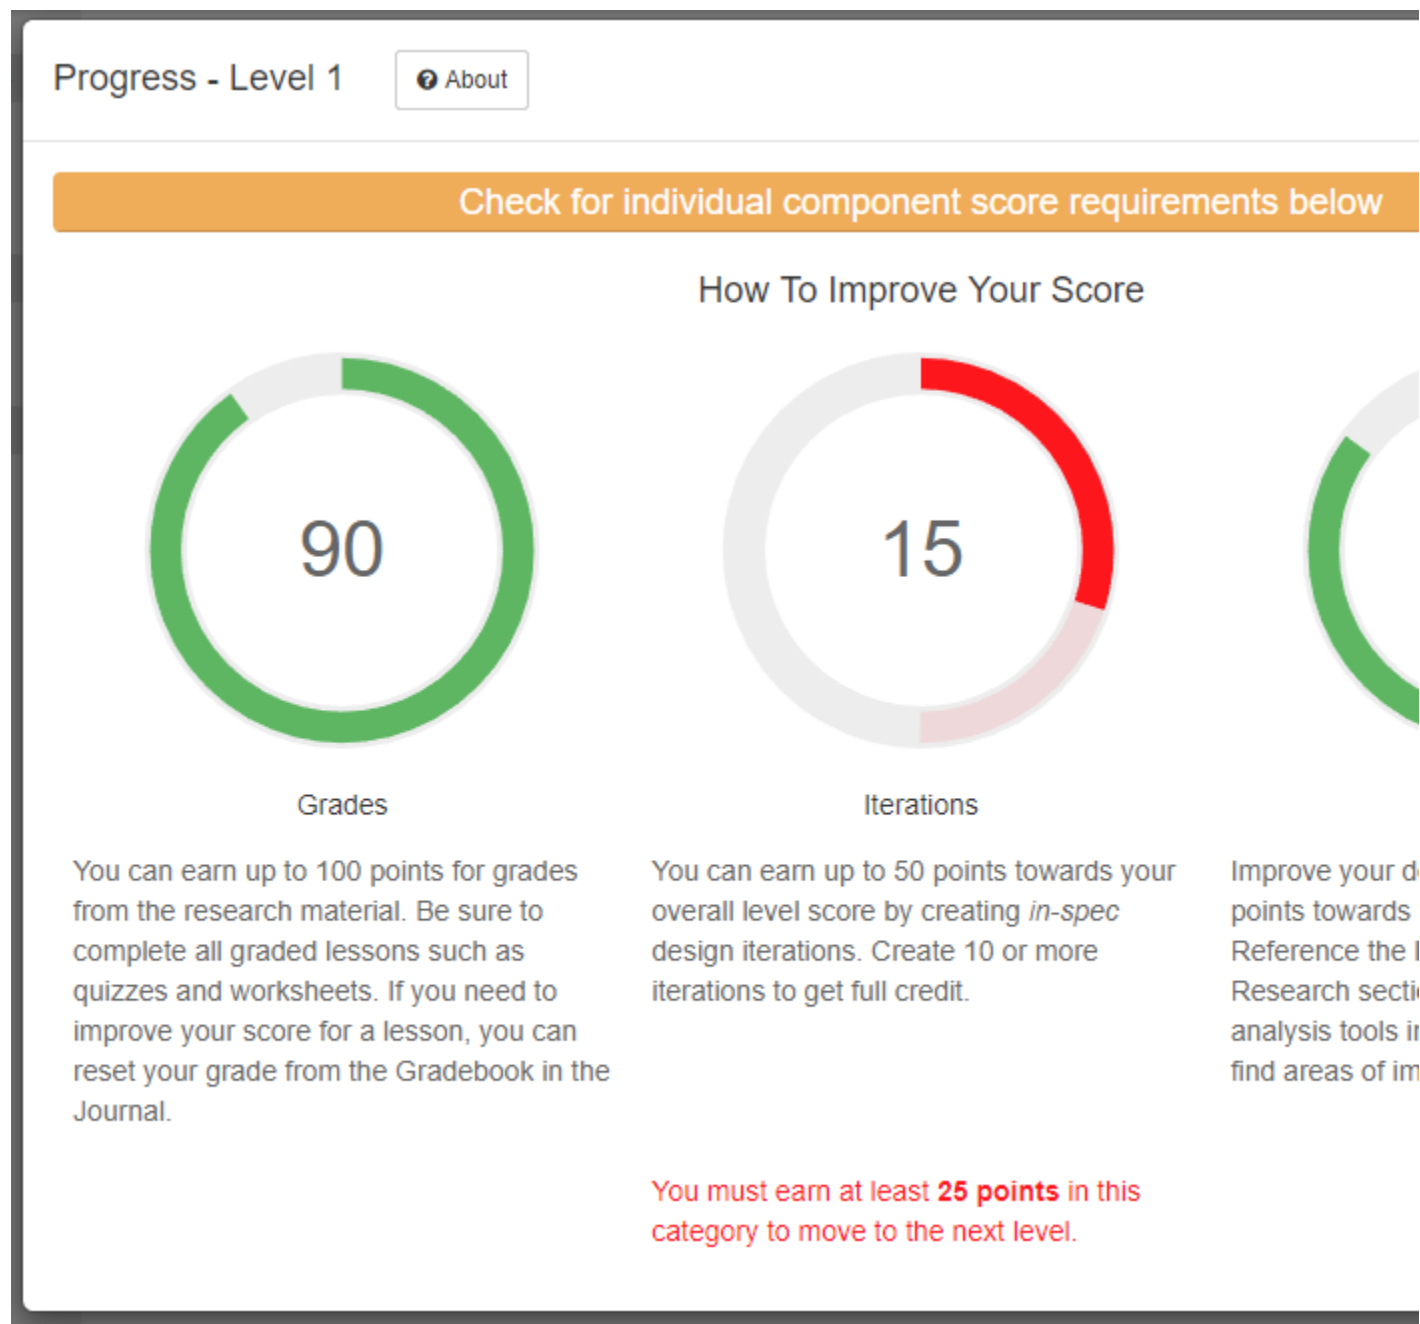 Progress - Level 1
About
Check for individual component score requirements below
How To Improve Your Score
90
15
Grades
Iterations
You can earn up to 100 points for grades
from the research material. Be sure to
complete all graded lessons such as
quizzes and worksheets. If you need to
improve your score for a lesson, you can
reset your grade from the Gradebook in the
Journal.
You can earn up to 50 points towards your
overall level score by creating in-spec
design iterations. Create 10 or more
iterations to get full credit.
You must earn at least 25 points in this
category to move to the next level.
Improve your
points towards
Reference the
Research
analysis tools
find areas of